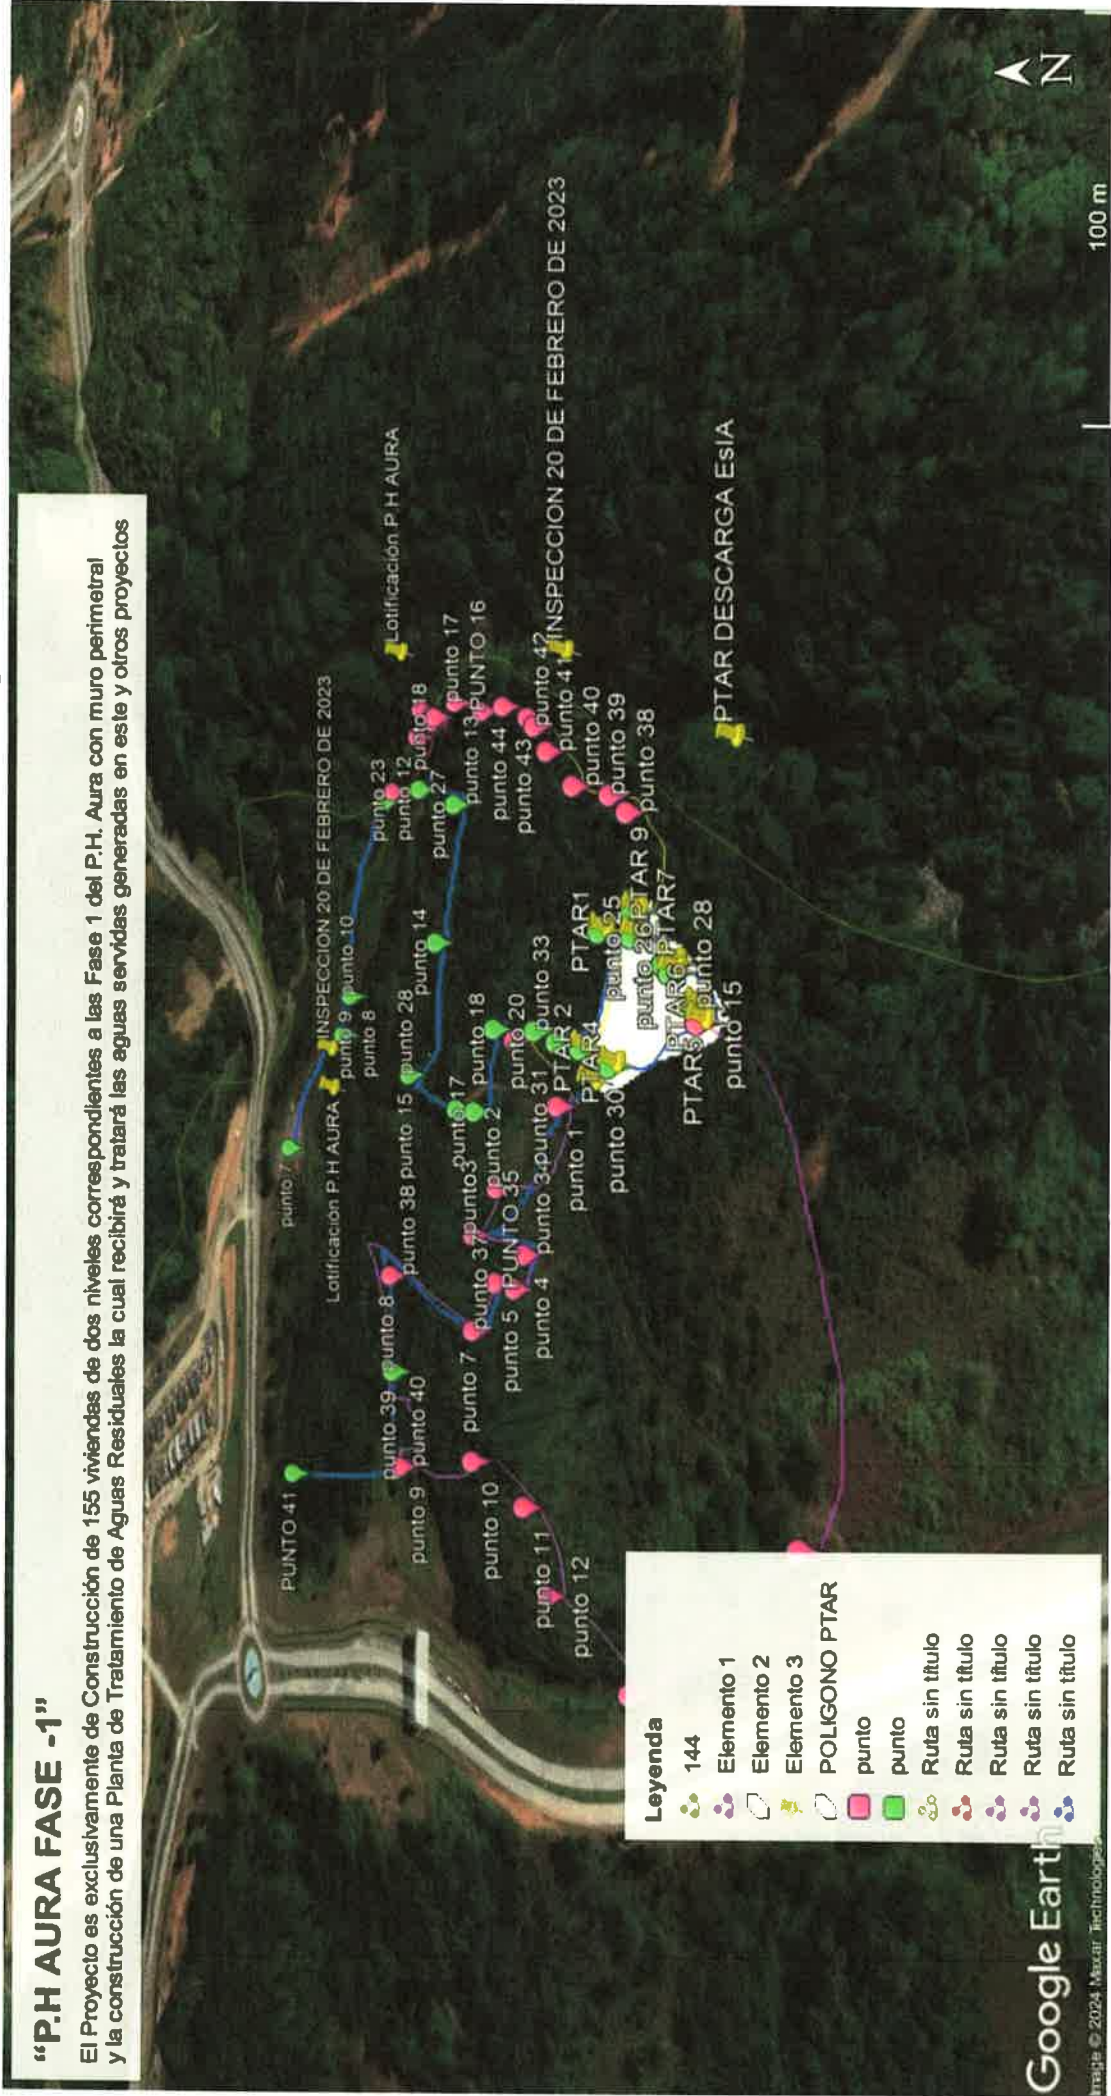 “P.H AURA FASE -1”
El Proyecto es exclusivamente de Construcción de 155 viviendas de dos niveles correspondientes a las Fase 1 del P.H. Aura con muro perimetral
y la construcción de una Planta de Tratamiento de Aguas Residuales la cual recibirá y tratará las aguas servidas generadas en este y otros proyectos
PUNTO 41
punto 7
INSPECCION 20 DE FEBRERO DE 2023
Lotificacion P H AURA
punto 9
punto 10
punto 8
punto 23
punto 12
punto 18
Lotificación P H AURA
punto 17
punto 27
punto 13
PUNTO 16
punto 39
punto 8
punto 38
punto 15
punto 28
punto 14
punto 9
punto 40
punto 7
punto 37
punto3
punto 17
punto 18
punto 44
punto 10
punto 5
PUNTO 35
punto 2
punto 20
punto 43
punto 42
INSPECCION 20 DE FEBRERO DE 2023
punto 11
punto 4
punto 3
punto 31
punto 33
punto 41
punto 12
punto 1
PTAR 2
PTAR1
punto 40
PTAR4
punto 30
punto 25
punto 39
punto 26
PTAR 9
punto 38
PTAR6
PTAR7
punto 28
punto 15
PTAR DESCARGA EsIA
Leyenda
144
Elemento 1
Elemento 2
Elemento 3
POLIGONO PTAR
punto
punto
Ruta sin título
Ruta sin título
Ruta sin título
Ruta sin título
Ruta sin título
Google Earth
Image © 2024 Maxar Technologies
100 m
N